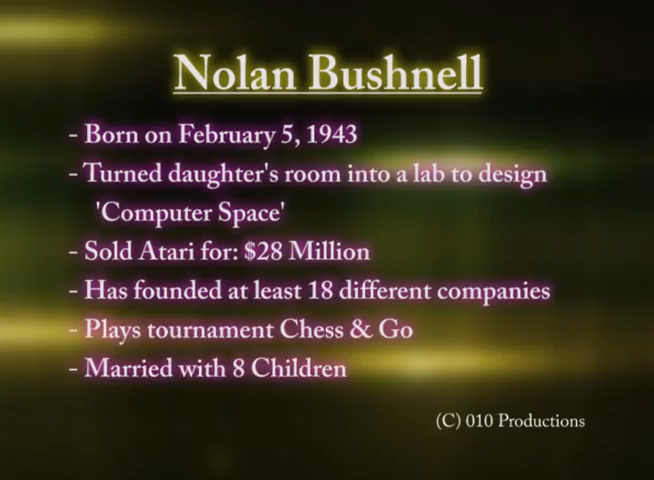 Nolan Bushnell
- Born on February 5, 1943
- Turned daughter's room into a lab to design
'Computer Space'
- Sold Atari for: $28 Million
- Has founded at least 18 different companies
- Plays tournament Chess & Go
- Married with 8 Children
(C) 010 Productions